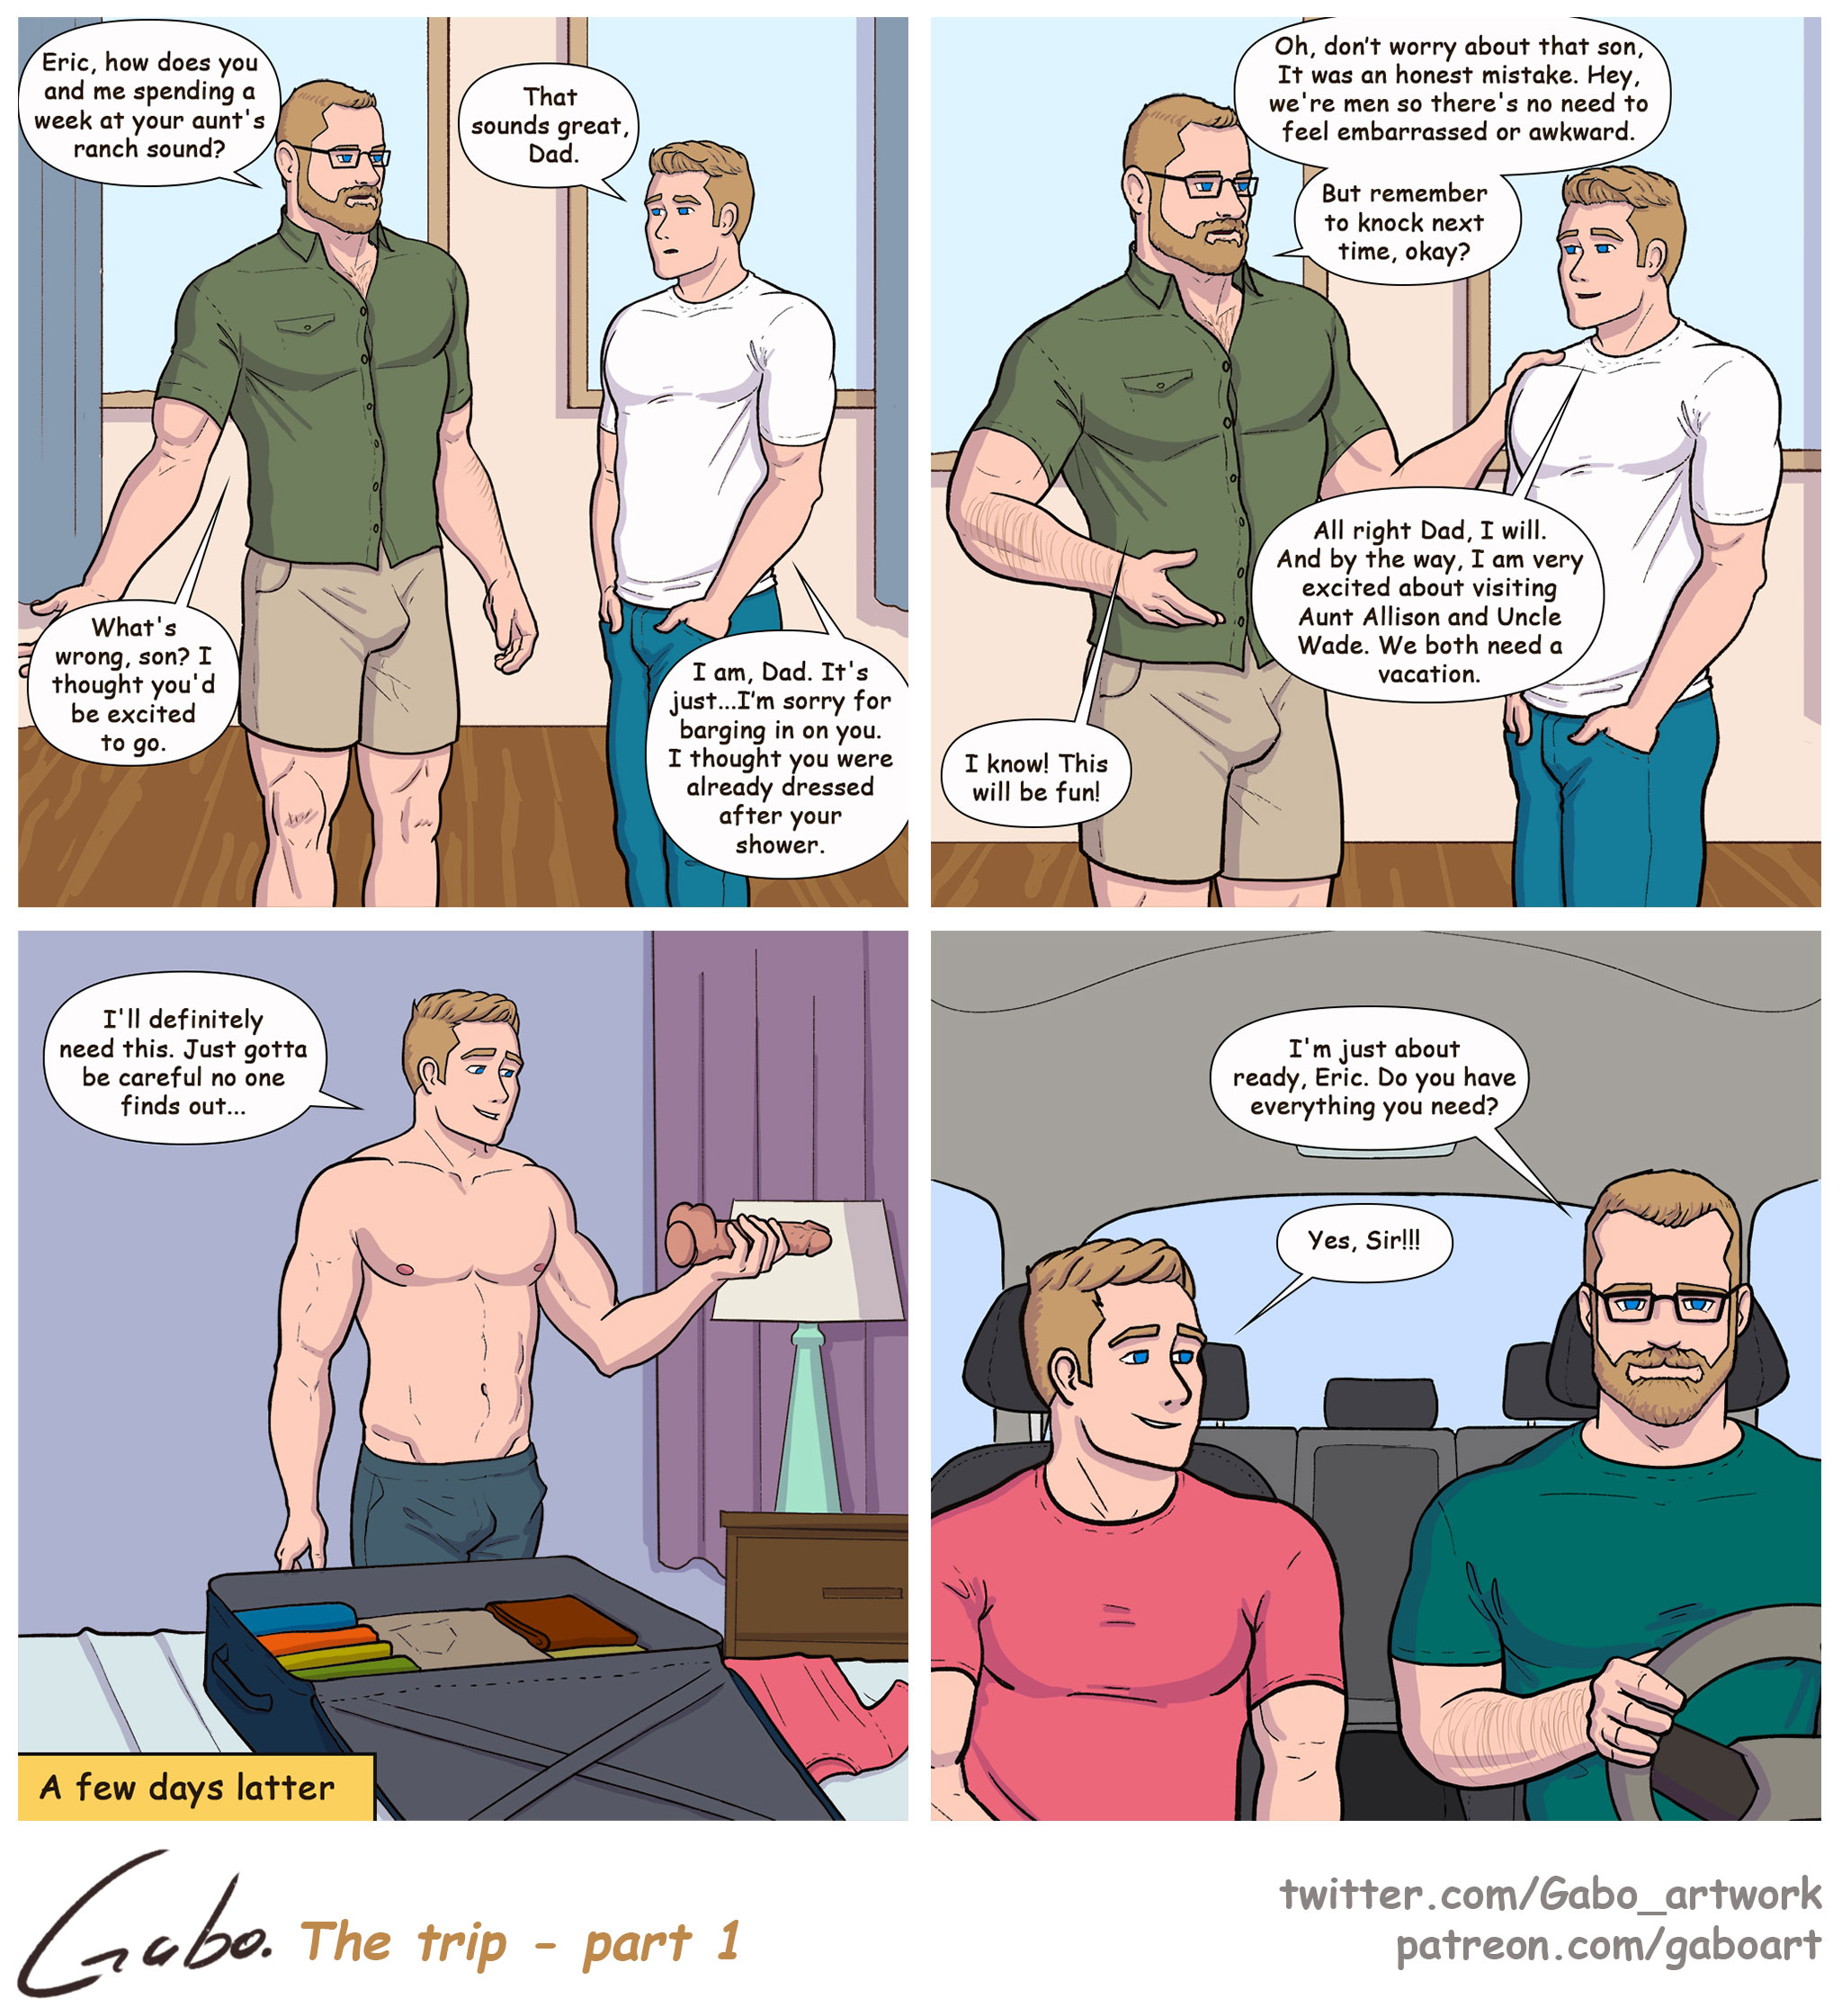 Eric, how does you
and me spending a
week at your aunt's
ranch sound?
That
sounds great,
Dad.
What's
wrong, son? I
thought you'd
be excited
to go.
I am, Dad. It's
just...I'm sorry for
barging in on you.
I thought you were
already dressed
after your
shower.
Oh, don't worry about that son,
It was an honest mistake. Hey,
we're men so there's no need to
feel embarrassed or awkward.
But remember
to knock next
time, okay?
All right Dad, I will.
And by the way, I am very
excited about visiting
Aunt Allison and Uncle
Wade. We both need a
vacation.
I know! This
will be fun!
I'll definitely
need this. Just gotta
be careful no one
finds out...
A few days latter
I'm just about
ready, Eric. Do you have
everything you need?
Yes, Sir!!!
Gabo. The trip - part 1
twitter.com/Gabo_artwork
patreon.com/gaboart